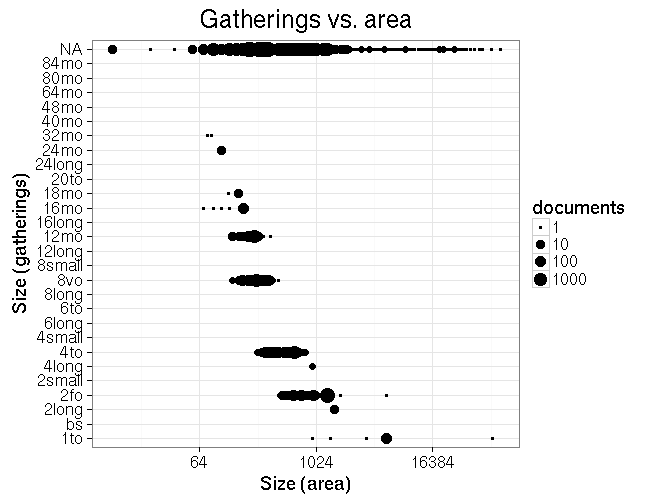 Gatherings vs. area
NA
84mo
80mo
64mo
48mo
40mo
32mo
24mo
24long
20to
18mo
16mo
16long
12mo
12long
8small
8vo
8long
6to
6long
4small
4to
4long
2small
2fo
2long
bs
1to
Size (gatherings)
64
1024
16384
Size (area)
documents
1
10
100
1000